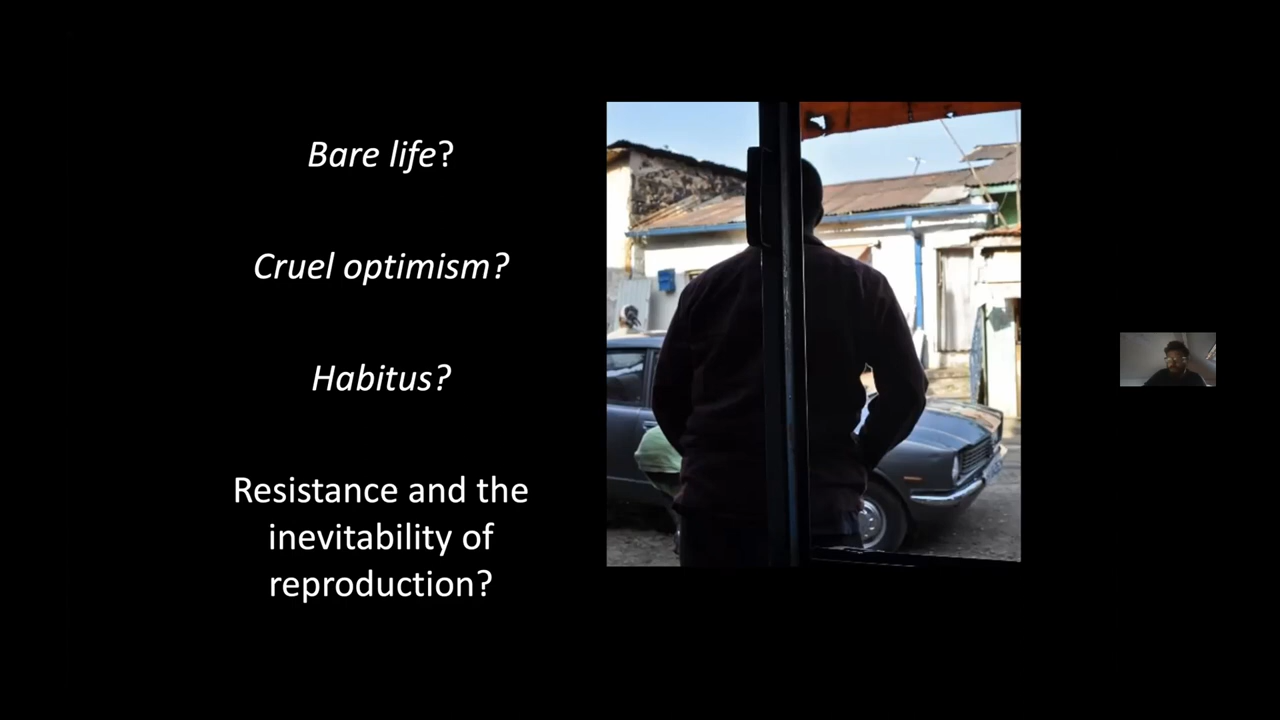 Bare life?
Cruel optimism?
Habitus?
Resistance and the
inevitability of
reproduction?